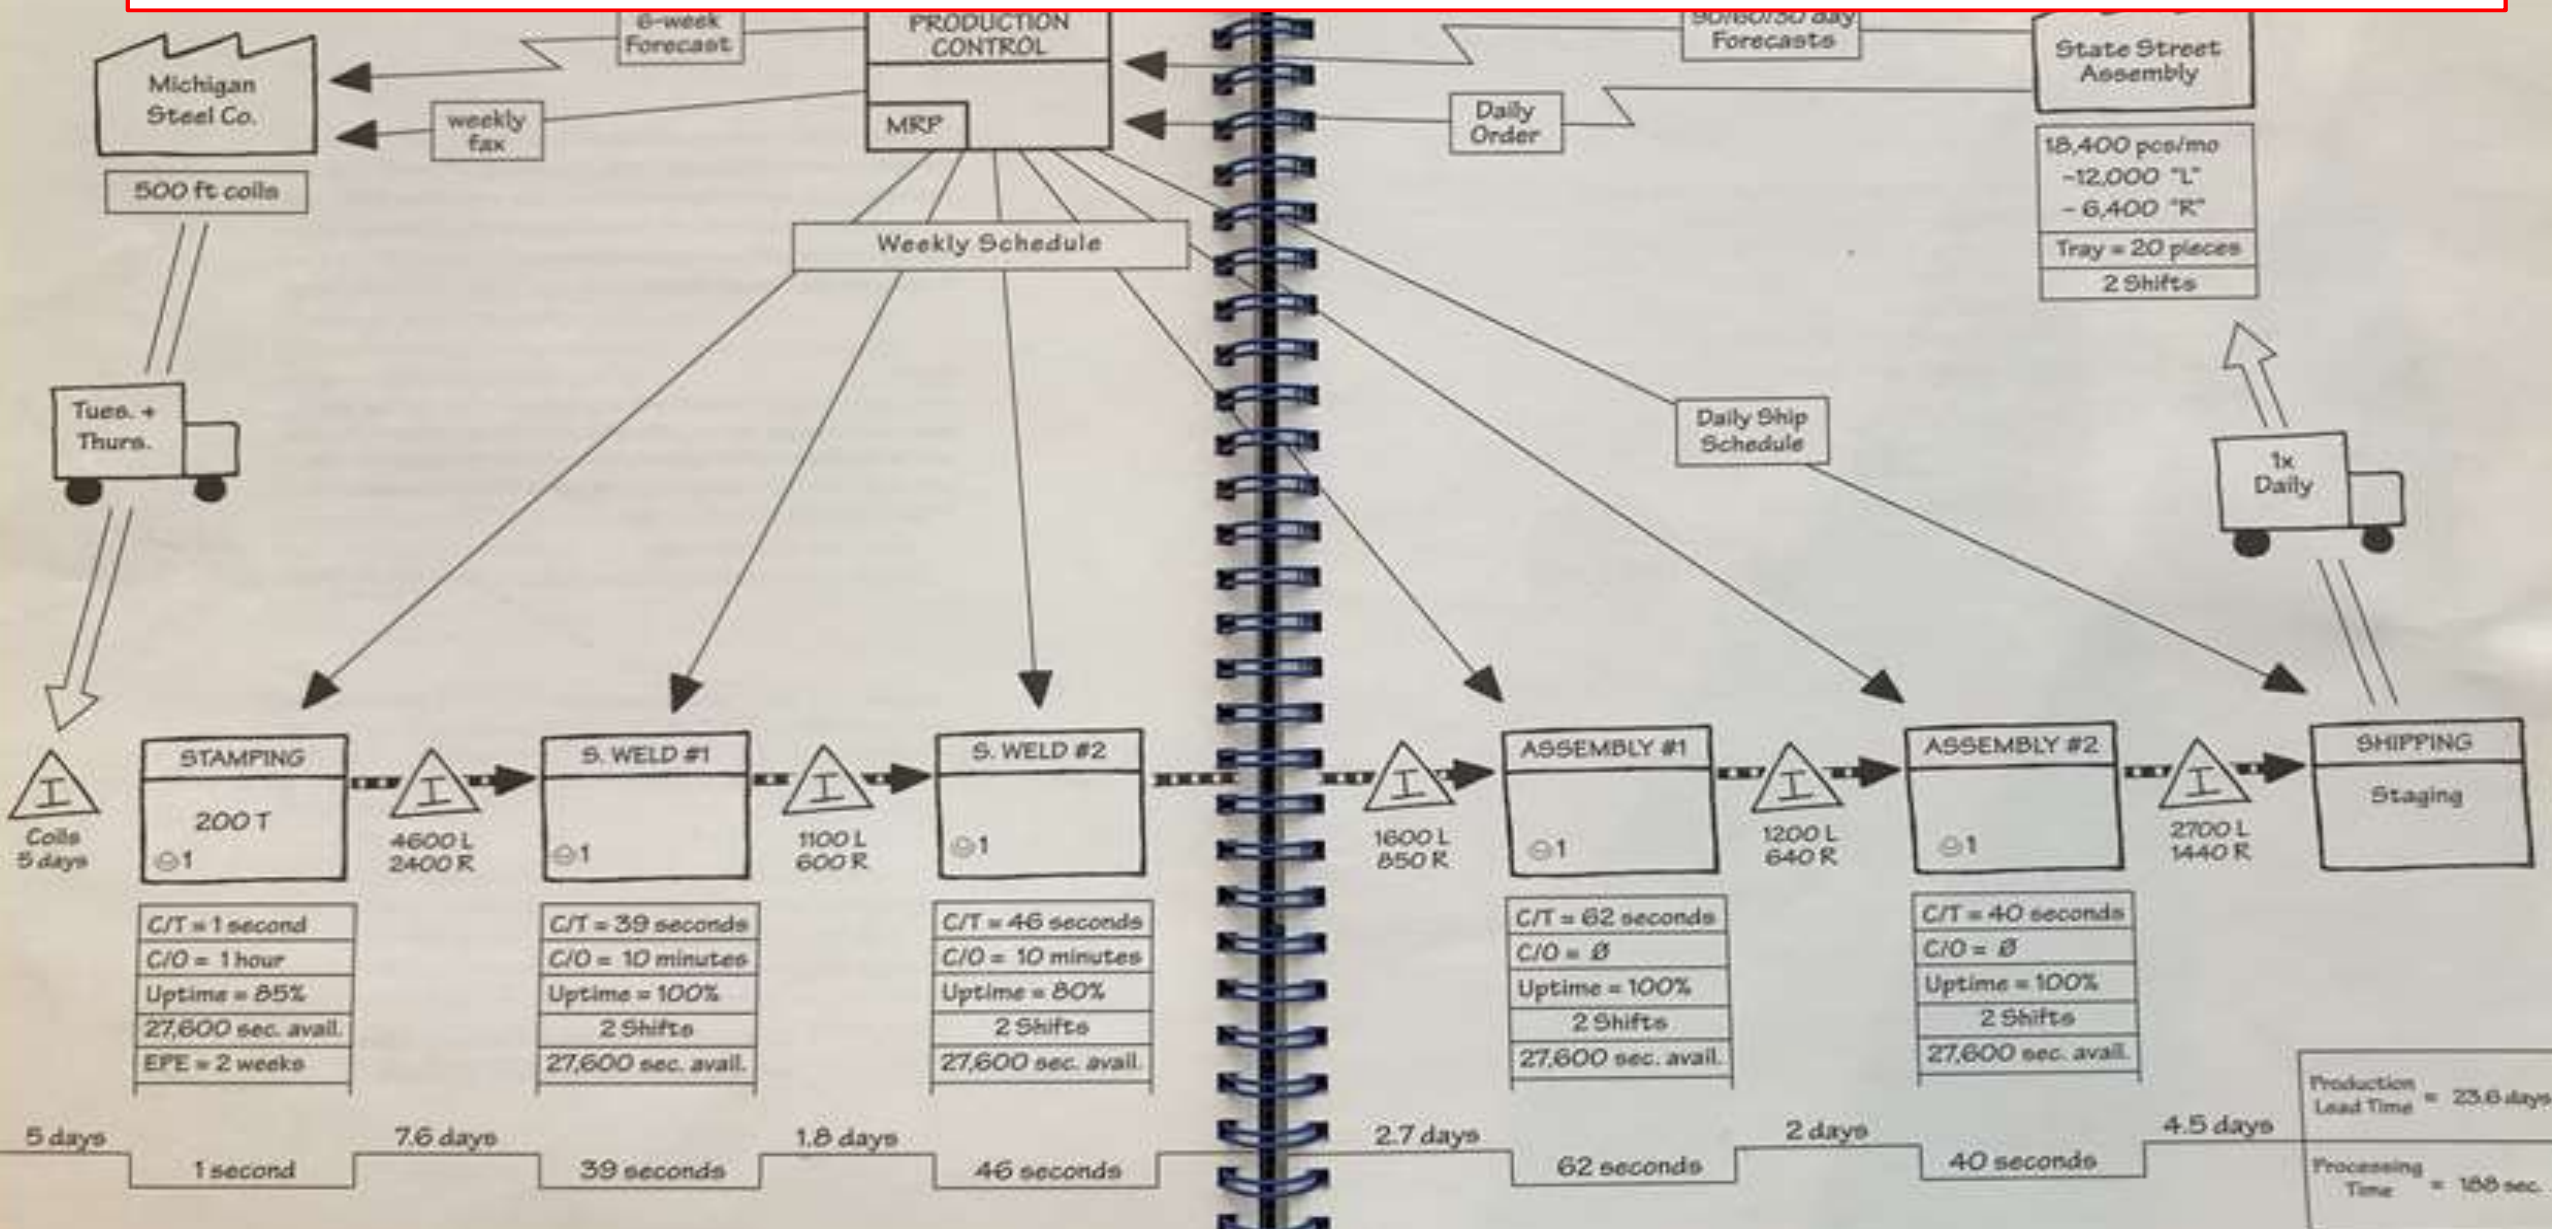 6-week
Forecast
PRODUCTION
CONTROL
90/60/30 day
Forecasts
State Street
Assembly
Michigan
Steel Co.
weekly
fax
MRP
Daily
Order
18,400 pcs/mo
-12,000 "L"
- 6,400 "R"
Tray = 20 pieces
2 Shifts
500 ft coils
Weekly Schedule
Tues. +
Thurs.
Daily Ship
Schedule
1x
Daily
I
Coils
5 days
STAMPING
200 T
1
I
4600 L
2400 R
S. WELD #1
1
I
1100 L
600 R
S. WELD #2
1
I
1600 L
850 R
ASSEMBLY #1
1
I
1200 L
640 R
ASSEMBLY #2
1
I
2700 L
1440 R
SHIPPING
Staging
C/T = 1 second
C/O = 1 hour
Uptime = 85%
27,600 sec. avail.
EPE = 2 weeks
C/T = 39 seconds
C/O = 10 minutes
Uptime = 100%
2 Shifts
27,600 sec. avail.
C/T = 46 seconds
C/O = 10 minutes
Uptime = 80%
2 Shifts
27,600 sec. avail.
C/T = 62 seconds
C/O = Ø
Uptime = 100%
2 Shifts
27,600 sec. avail.
C/T = 40 seconds
C/O = Ø
Uptime = 100%
2 Shifts
27,600 sec. avail.
5 days
1 second
7.6 days
39 seconds
1.8 days
46 seconds
2.7 days
62 seconds
2 days
40 seconds
4.5 days
Production
Lead Time = 23.6 days
Processing
Time = 188 sec.